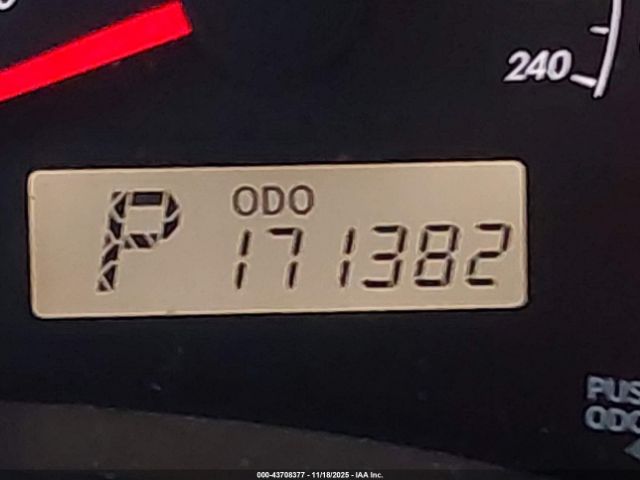 240
ODO
P 171382
PUS
ODO
000-43708377 - 11/18/2025 - IAA Inc.